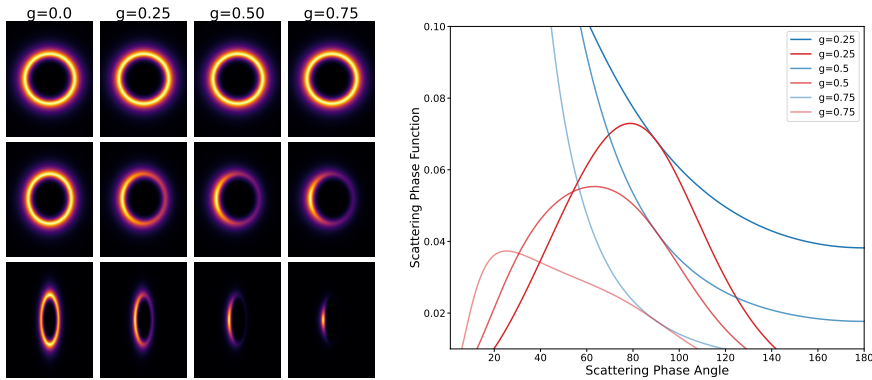 g=0.0 g=0.25 g=0.50 g=0.75
Scattering Phase Function
0.10
0.08
0.06
0.04
0.02
g=0.25
g=0.25
g=0.5
g=0.5
g=0.75
g=0.75
20 40 60 80 100 120 140 160 180
Scattering Phase Angle